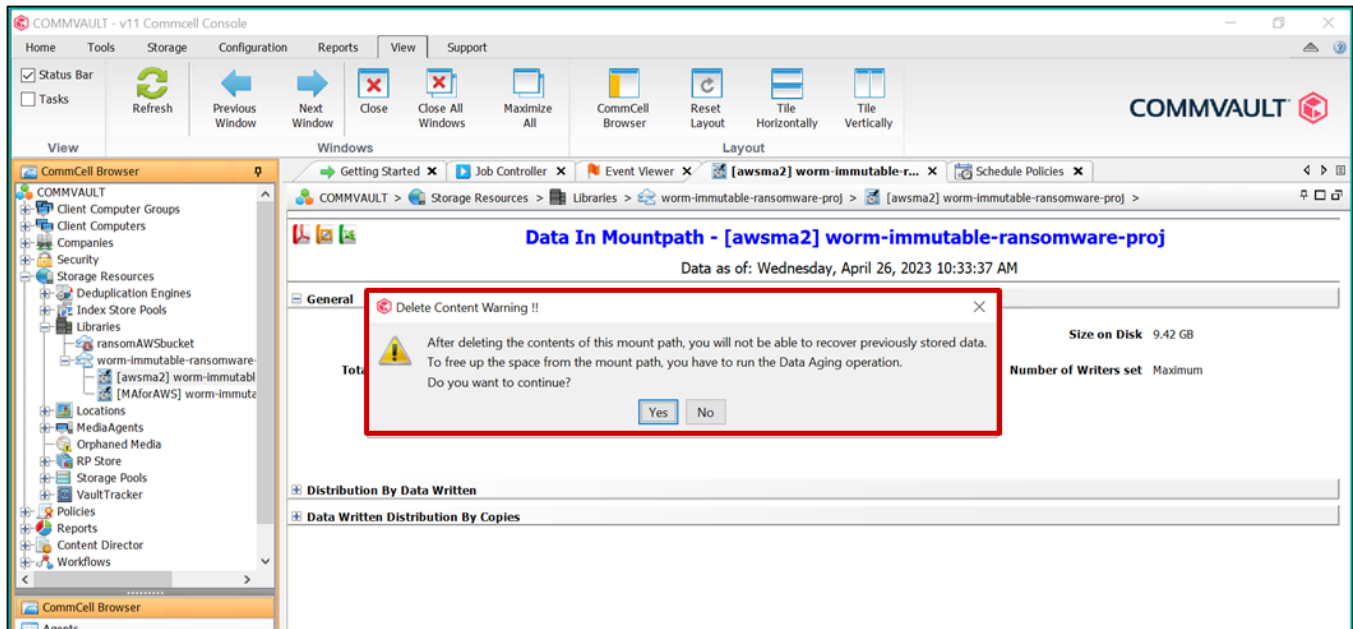 COMMVAULT - v11 Commcell Console
Home Tools Storage Configuration Reports View Support
Status Bar
Tasks
Refresh
Previous Window
Next Window
Close
Close All Windows
Maximize All
CommCell Browser
Reset Layout
Tile Horizontally
Tile Vertically
COMMVAULT
View Windows Layout
CommCell Browser
Getting Started Job Controller Event Viewer [awsma2] worm-immutable-r... Schedule Policies
COMMVAULT > Storage Resources > Libraries > worm-immutable-ransomware-proj > [awsma2] worm-immutable-ransomware-proj >
COMMVAULT
Client Computer Groups
Client Computers
Companies
Security
Storage Resources
Deduplication Engines
Index Store Pools
Libraries
ransomAWSbucket
worm-immutable-ransomware-
[awsma2] worm-immutabl
[MAforAWS] worm-immuta
Locations
MediaAgents
Orphaned Media
RP Store
Storage Pools
VaultTracker
Policies
Reports
Content Director
Workflows
CommCell Browser
Agents
Data In Mountpath - [awsma2] worm-immutable-ransomware-proj
Data as of: Wednesday, April 26, 2023 10:33:37 AM
General
Size on Disk 9.42 GB
Number of Writers set Maximum
Delete Content Warning !!
After deleting the contents of this mount path, you will not be able to recover previously stored data.
To free up the space from the mount path, you have to run the Data Aging operation.
Do you want to continue?
Yes No
Distribution By Data Written
Data Written Distribution By Copies